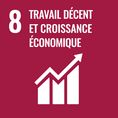 8 TRAVAIL DÉCENT
ET CROISSANCE
ÉCONOMIQUE